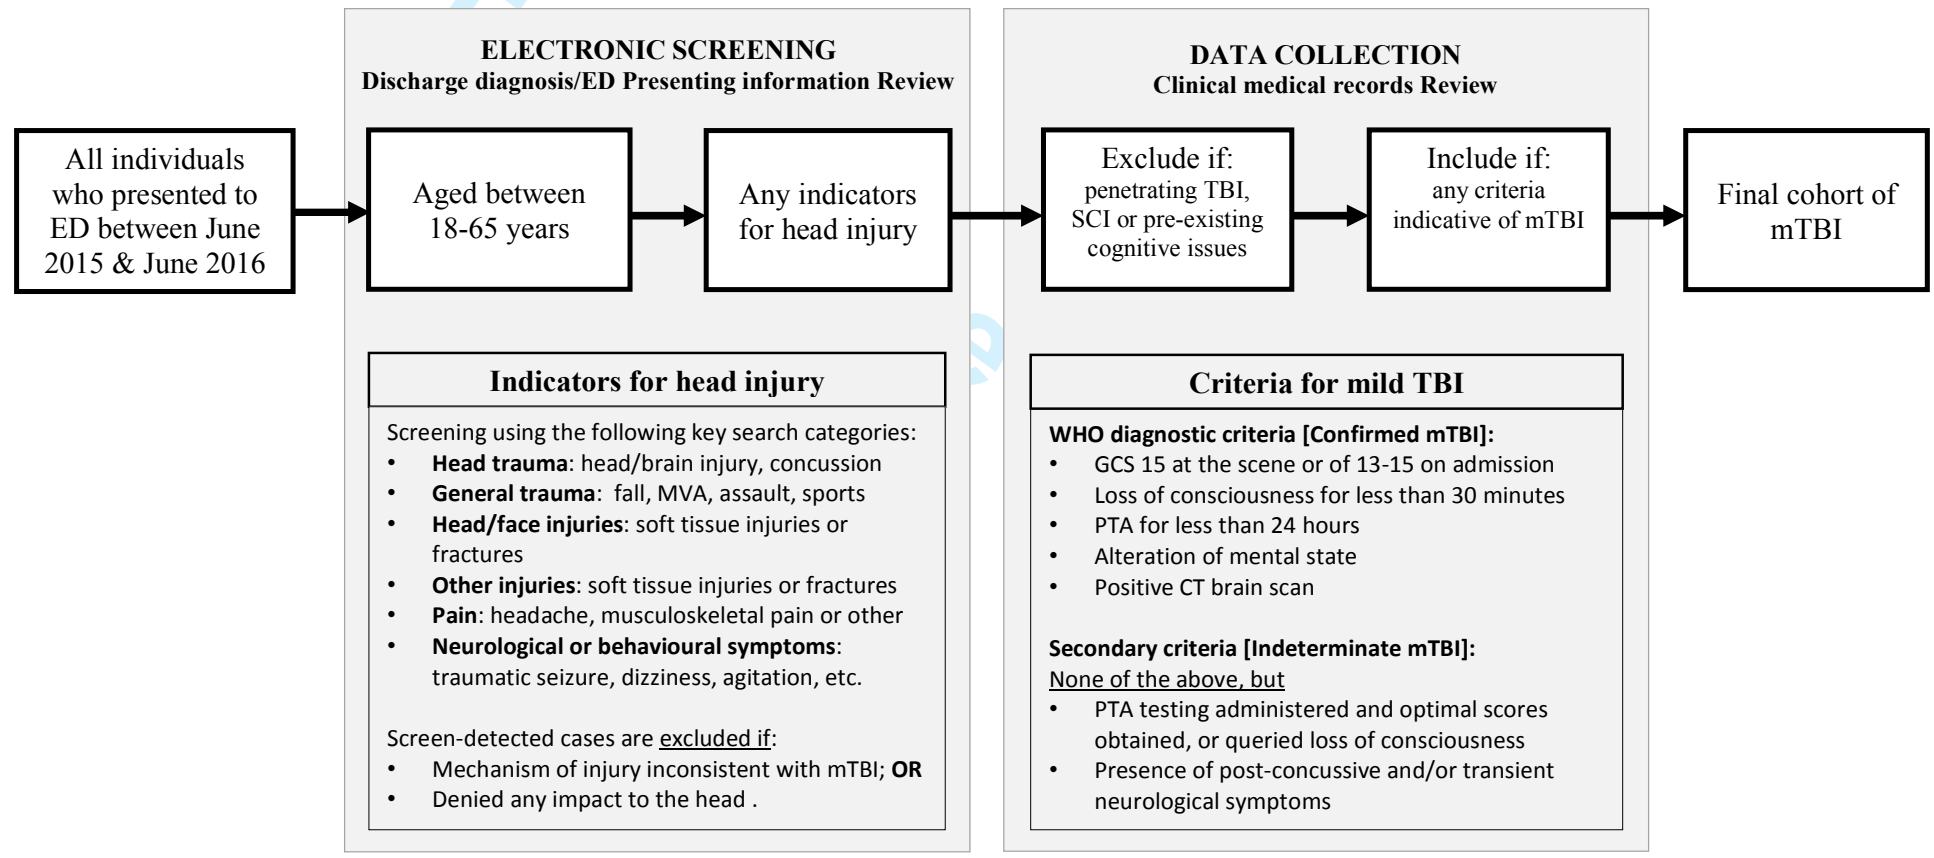 ELECTRONIC SCREENING
Discharge diagnosis/ED Presenting information Review
DATA COLLECTION
Clinical medical records Review
All individuals
who presented to
ED between June
2015 & June 2016
Aged between
18-65 years
Any indicators
for head injury
Exclude if:
penetrating TBI,
SCI or pre-existing
cognitive issues
Include if:
any criteria
indicative of mTBI
Final cohort of
mTBI
Indicators for head injury
Screening using the following key search categories:
• Head trauma: head/brain injury, concussion
• General trauma: fall, MVA, assault, sports
• Head/face injuries: soft tissue injuries or
fractures
• Other injuries: soft tissue injuries or fractures
• Pain: headache, musculoskeletal pain or other
• Neurological or behavioural symptoms:
traumatic seizure, dizziness, agitation, etc.
Screen-detected cases are excluded if:
• Mechanism of injury inconsistent with mTBI; OR
• Denied any impact to the head .
Criteria for mild TBI
WHO diagnostic criteria [Confirmed mTBI]:
• GCS 15 at the scene or of 13-15 on admission
• Loss of consciousness for less than 30 minutes
• PTA for less than 24 hours
• Alteration of mental state
• Positive CT brain scan
Secondary criteria [Indeterminate mTBI]:
None of the above, but
• PTA testing administered and optimal scores
obtained, or queried loss of consciousness
• Presence of post-concussive and/or transient
neurological symptoms